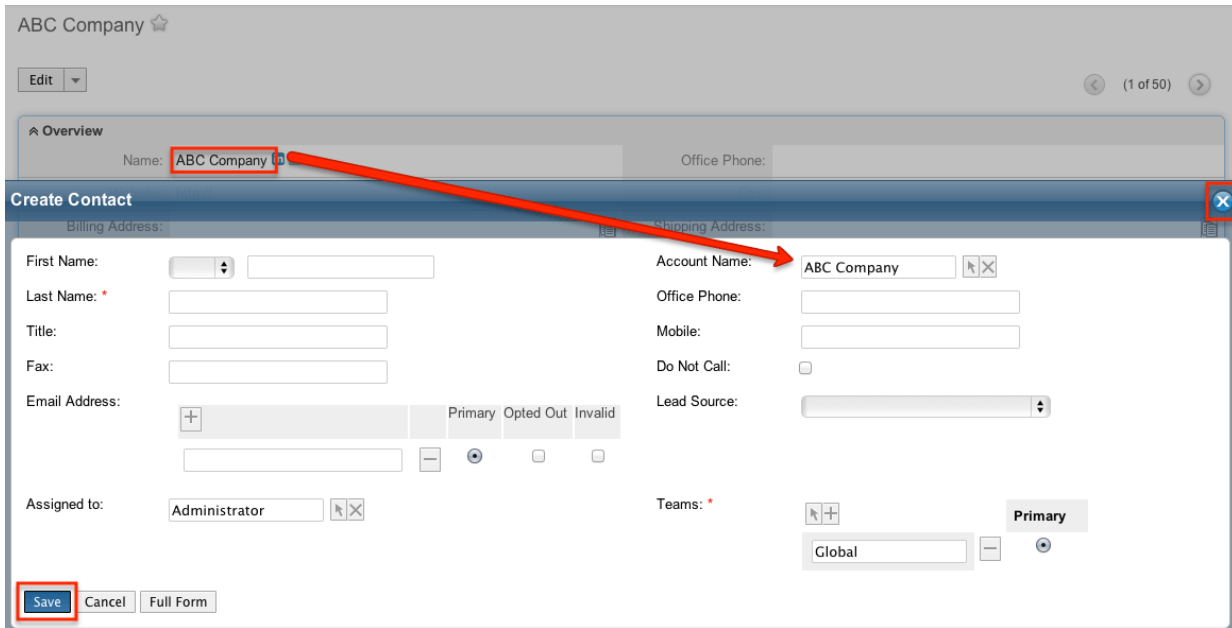 ABC Company
Edit
(1 of 50)
Overview
Name: ABC Company Office Phone:
Create Contact
Billing Address: Shipping Address:
First Name: Account Name: ABC Company
Last Name: * Office Phone:
Title: Mobile:
Fax: Do Not Call:
Email Address: Primary Opted Out Invalid Lead Source:
Assigned to: Administrator Teams: * Primary
Global
Save Cancel Full Form